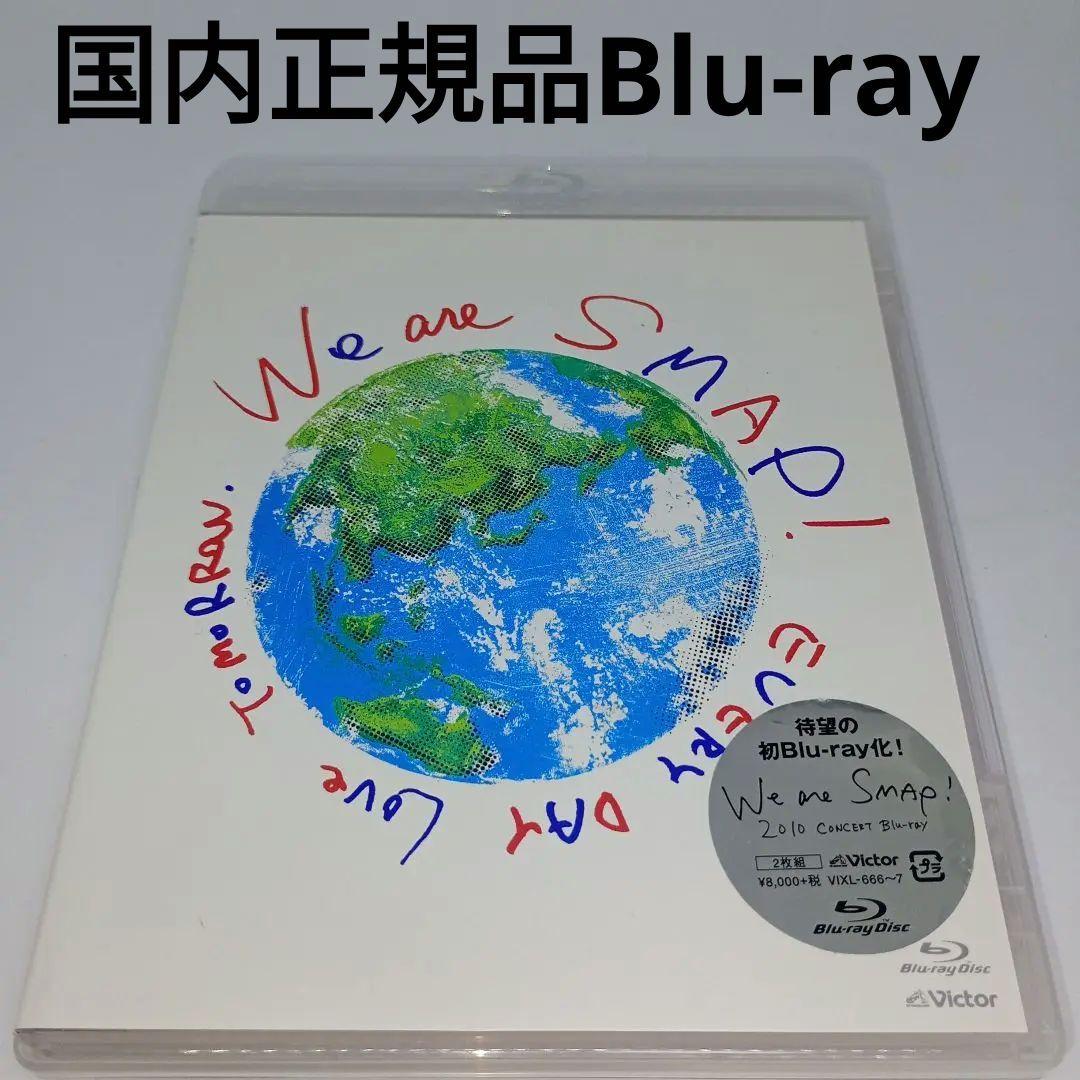 国内正規品Blu-ray
We are SMAP!
EVERY DAY Love TOMORRow.
待望の
初Blu-ray化!
We are SMAP!
2010 CONCERT Blu-ray
2枚組 Victor
¥8,000+税 VIXL-666~7
プラ
Blu-ray Disc
Blu-ray Disc
Victor